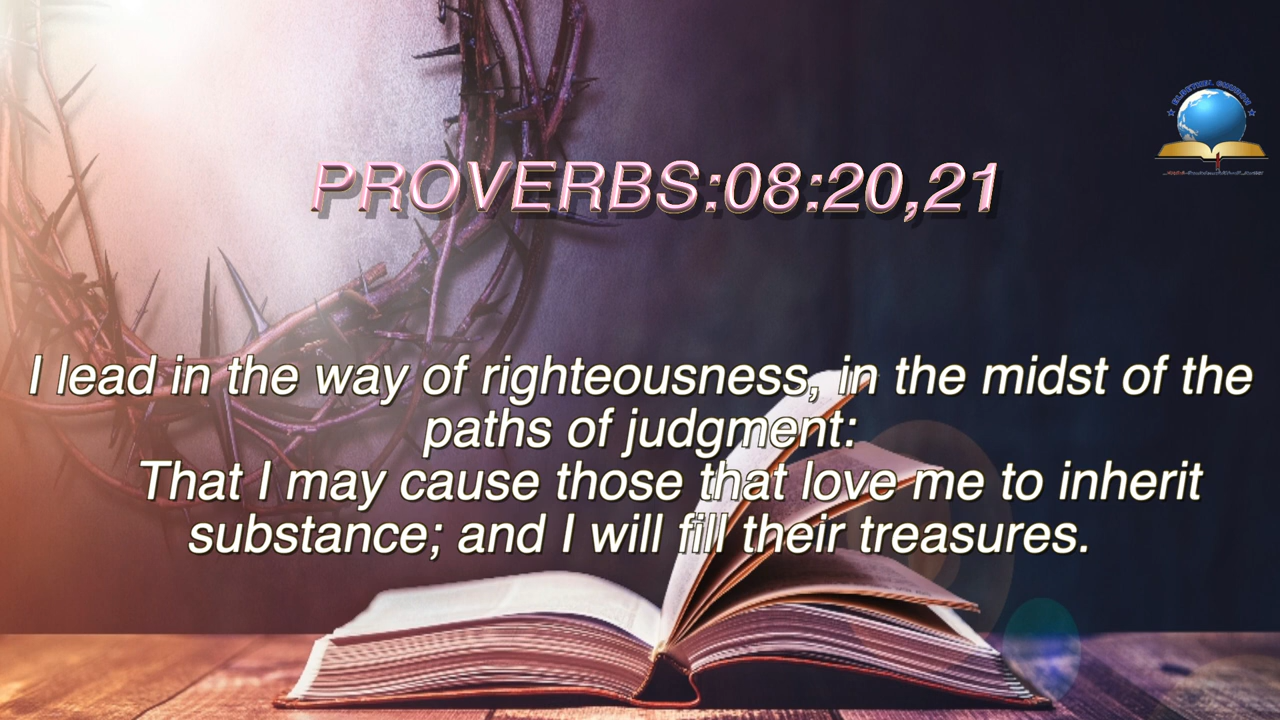 PROVERBS:08:20,21
I lead in the way of righteousness, in the midst of the
paths of judgment:
That I may cause those that love me to inherit
substance; and I will fill their treasures.